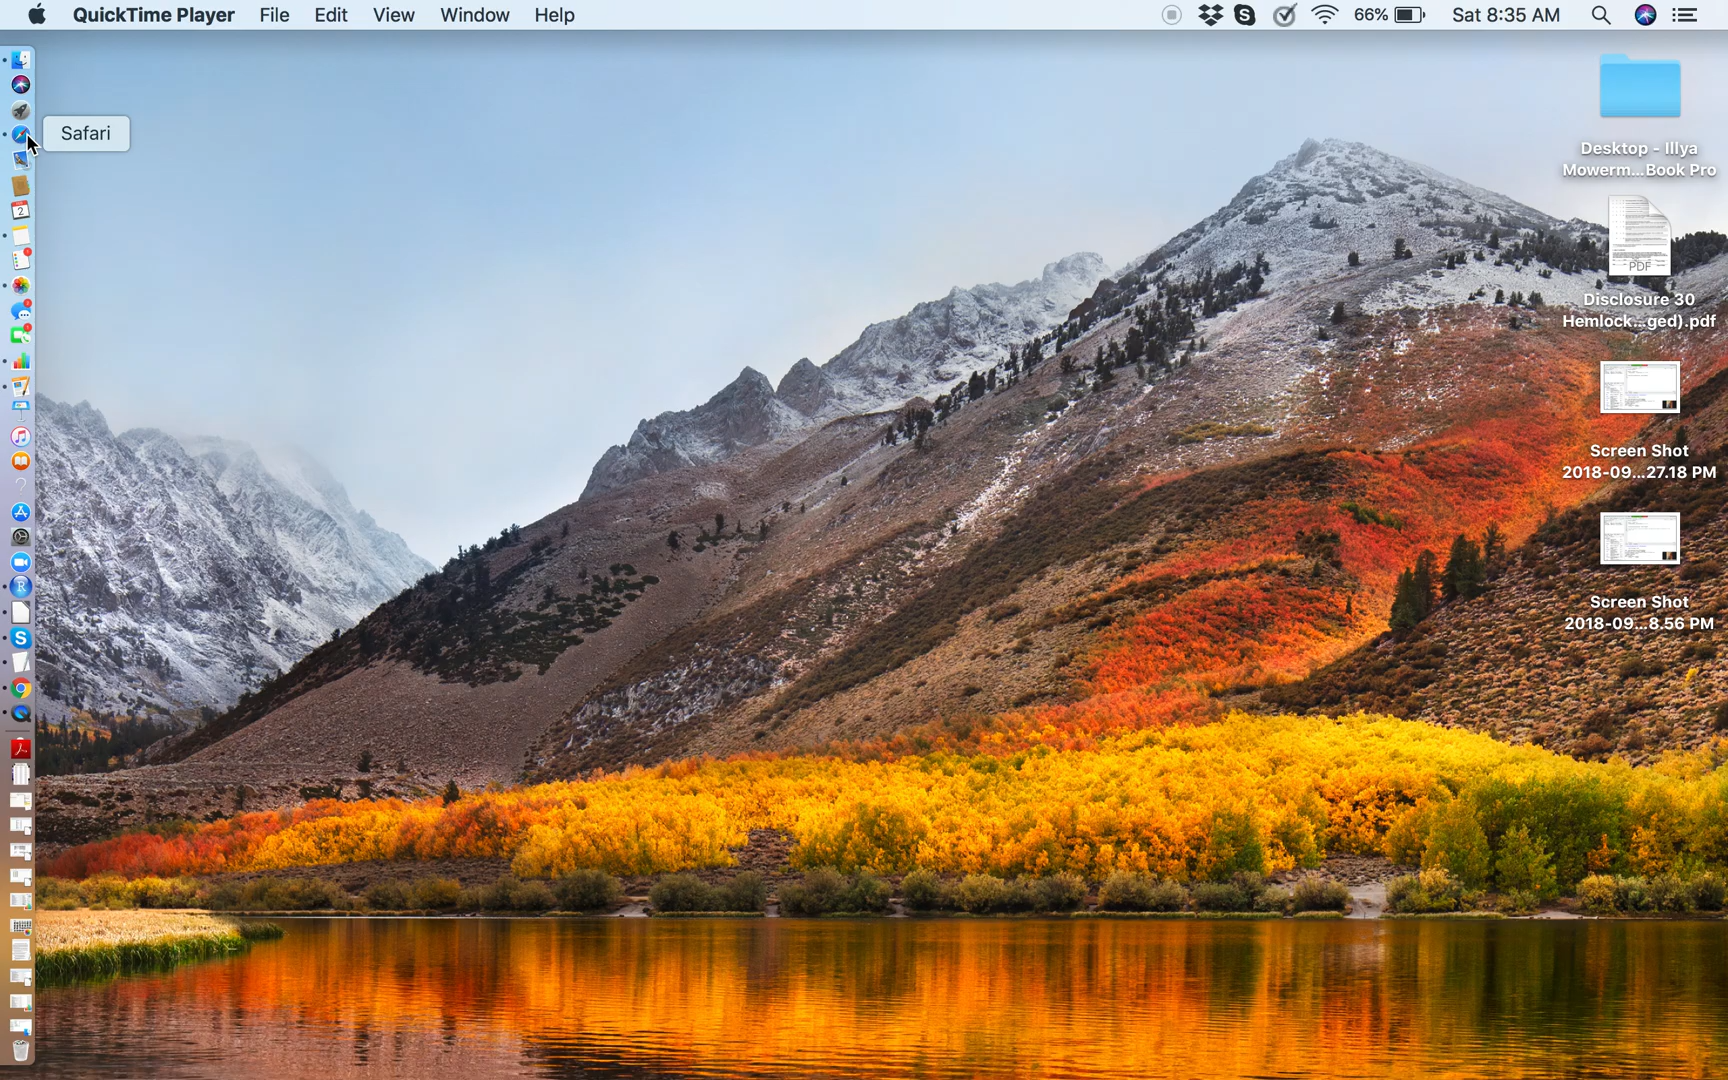 QuickTime Player File Edit View Window Help 66% Sat 8:35 AM
Safari
2
Desktop - Illya
Mowerm...Book Pro
PDF
Disclosure 30
Hemlock...ged).pdf
Screen Shot
2018-09...27.18 PM
Screen Shot
2018-09...8.56 PM